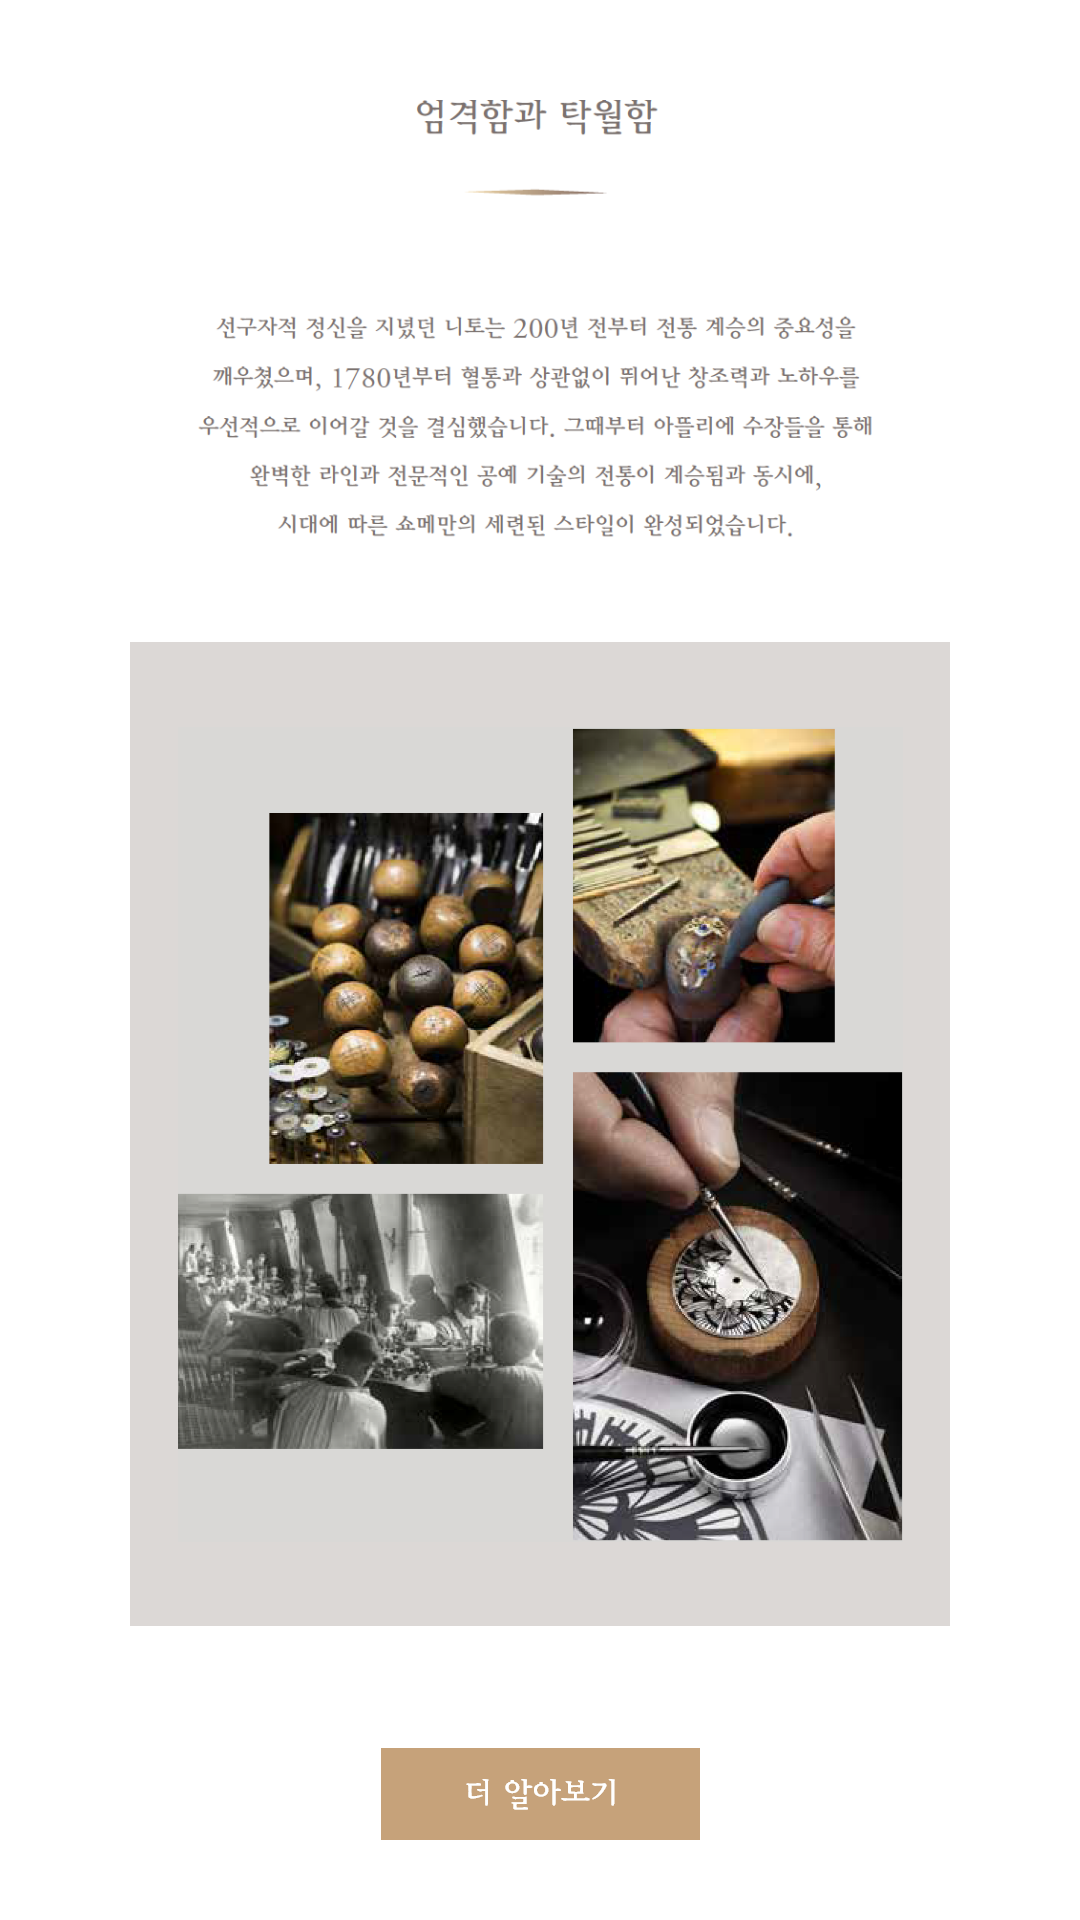 엄격함과 탁월함
선구자적 정신을 지녔던 니토는 200년 전부터 전통 계승의 중요성을
깨우쳤으며, 1780년부터 혈통과 상관없이 뛰어난 창조력과 노하우를
우선적으로 이어갈 것을 결심했습니다. 그때부터 아뜰리에 수장들을 통해
완벽한 라인과 전문적인 공예 기술의 전통이 계승됨과 동시에,
시대에 따른 쇼메만의 세련된 스타일이 완성되었습니다.
더 알아보기